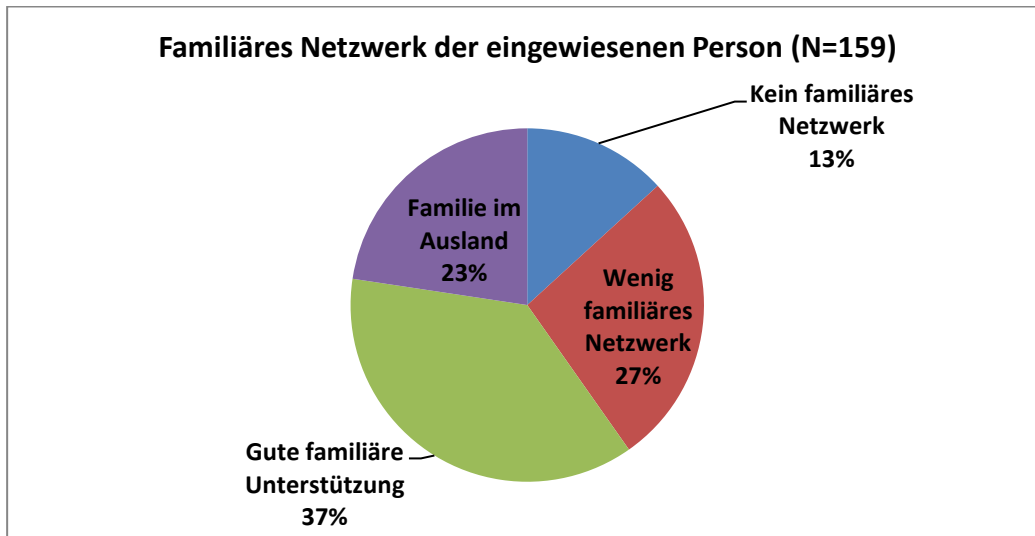 Familiäres Netzwerk der eingewiesenen Person (N=159)
Kein familiäres
Netzwerk
13%
Wenig
familiäres
Netzwerk
27%
Gute familiäre
Unterstützung
37%
Familie im
Ausland
23%